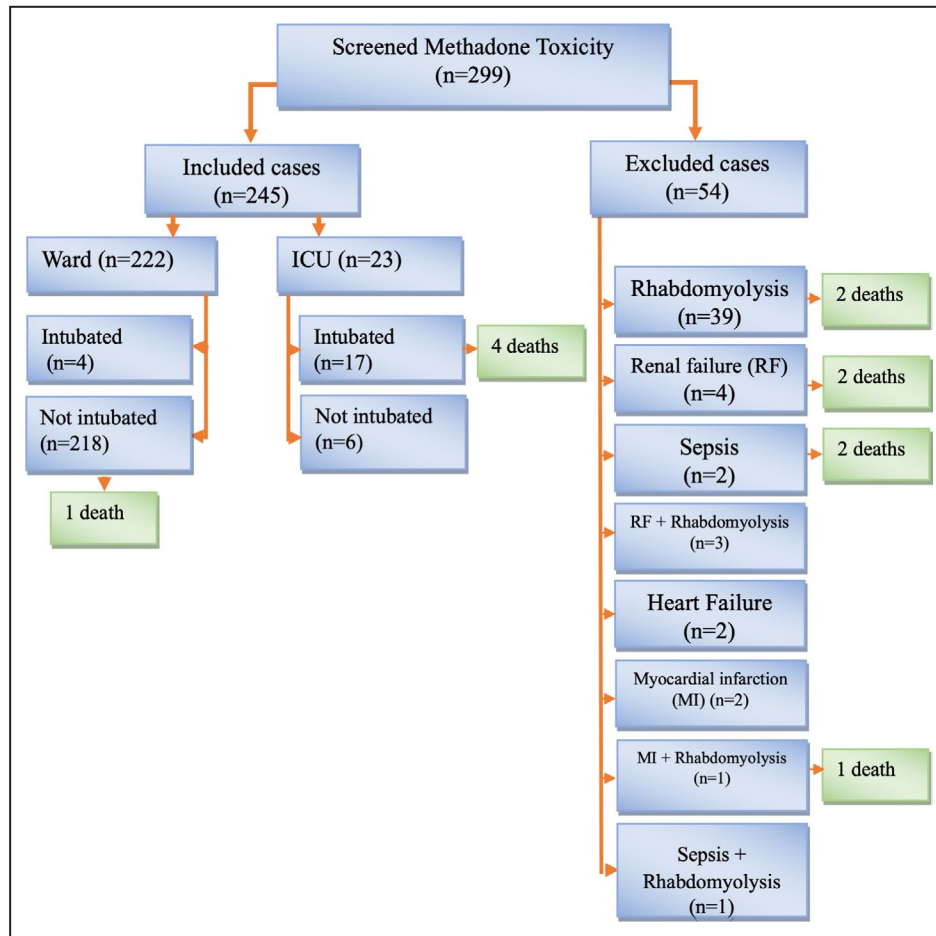 Screened Methadone Toxicity
(n=299)
Included cases
(n=245)
Excluded cases
(n=54)
Ward (n=222)
ICU (n=23)
Intubated
(n=4)
Not intubated
(n=218)
1 death
Intubated
(n=17)
4 deaths
Not intubated
(n=6)
Rhabdomyolysis
(n=39)
2 deaths
Renal failure (RF)
(n=4)
2 deaths
Sepsis
(n=2)
2 deaths
RF + Rhabdomyolysis
(n=3)
Heart Failure
(n=2)
Myocardial infarction
(MI) (n=2)
MI + Rhabdomyolysis
(n=1)
1 death
Sepsis +
Rhabdomyolysis
(n=1)